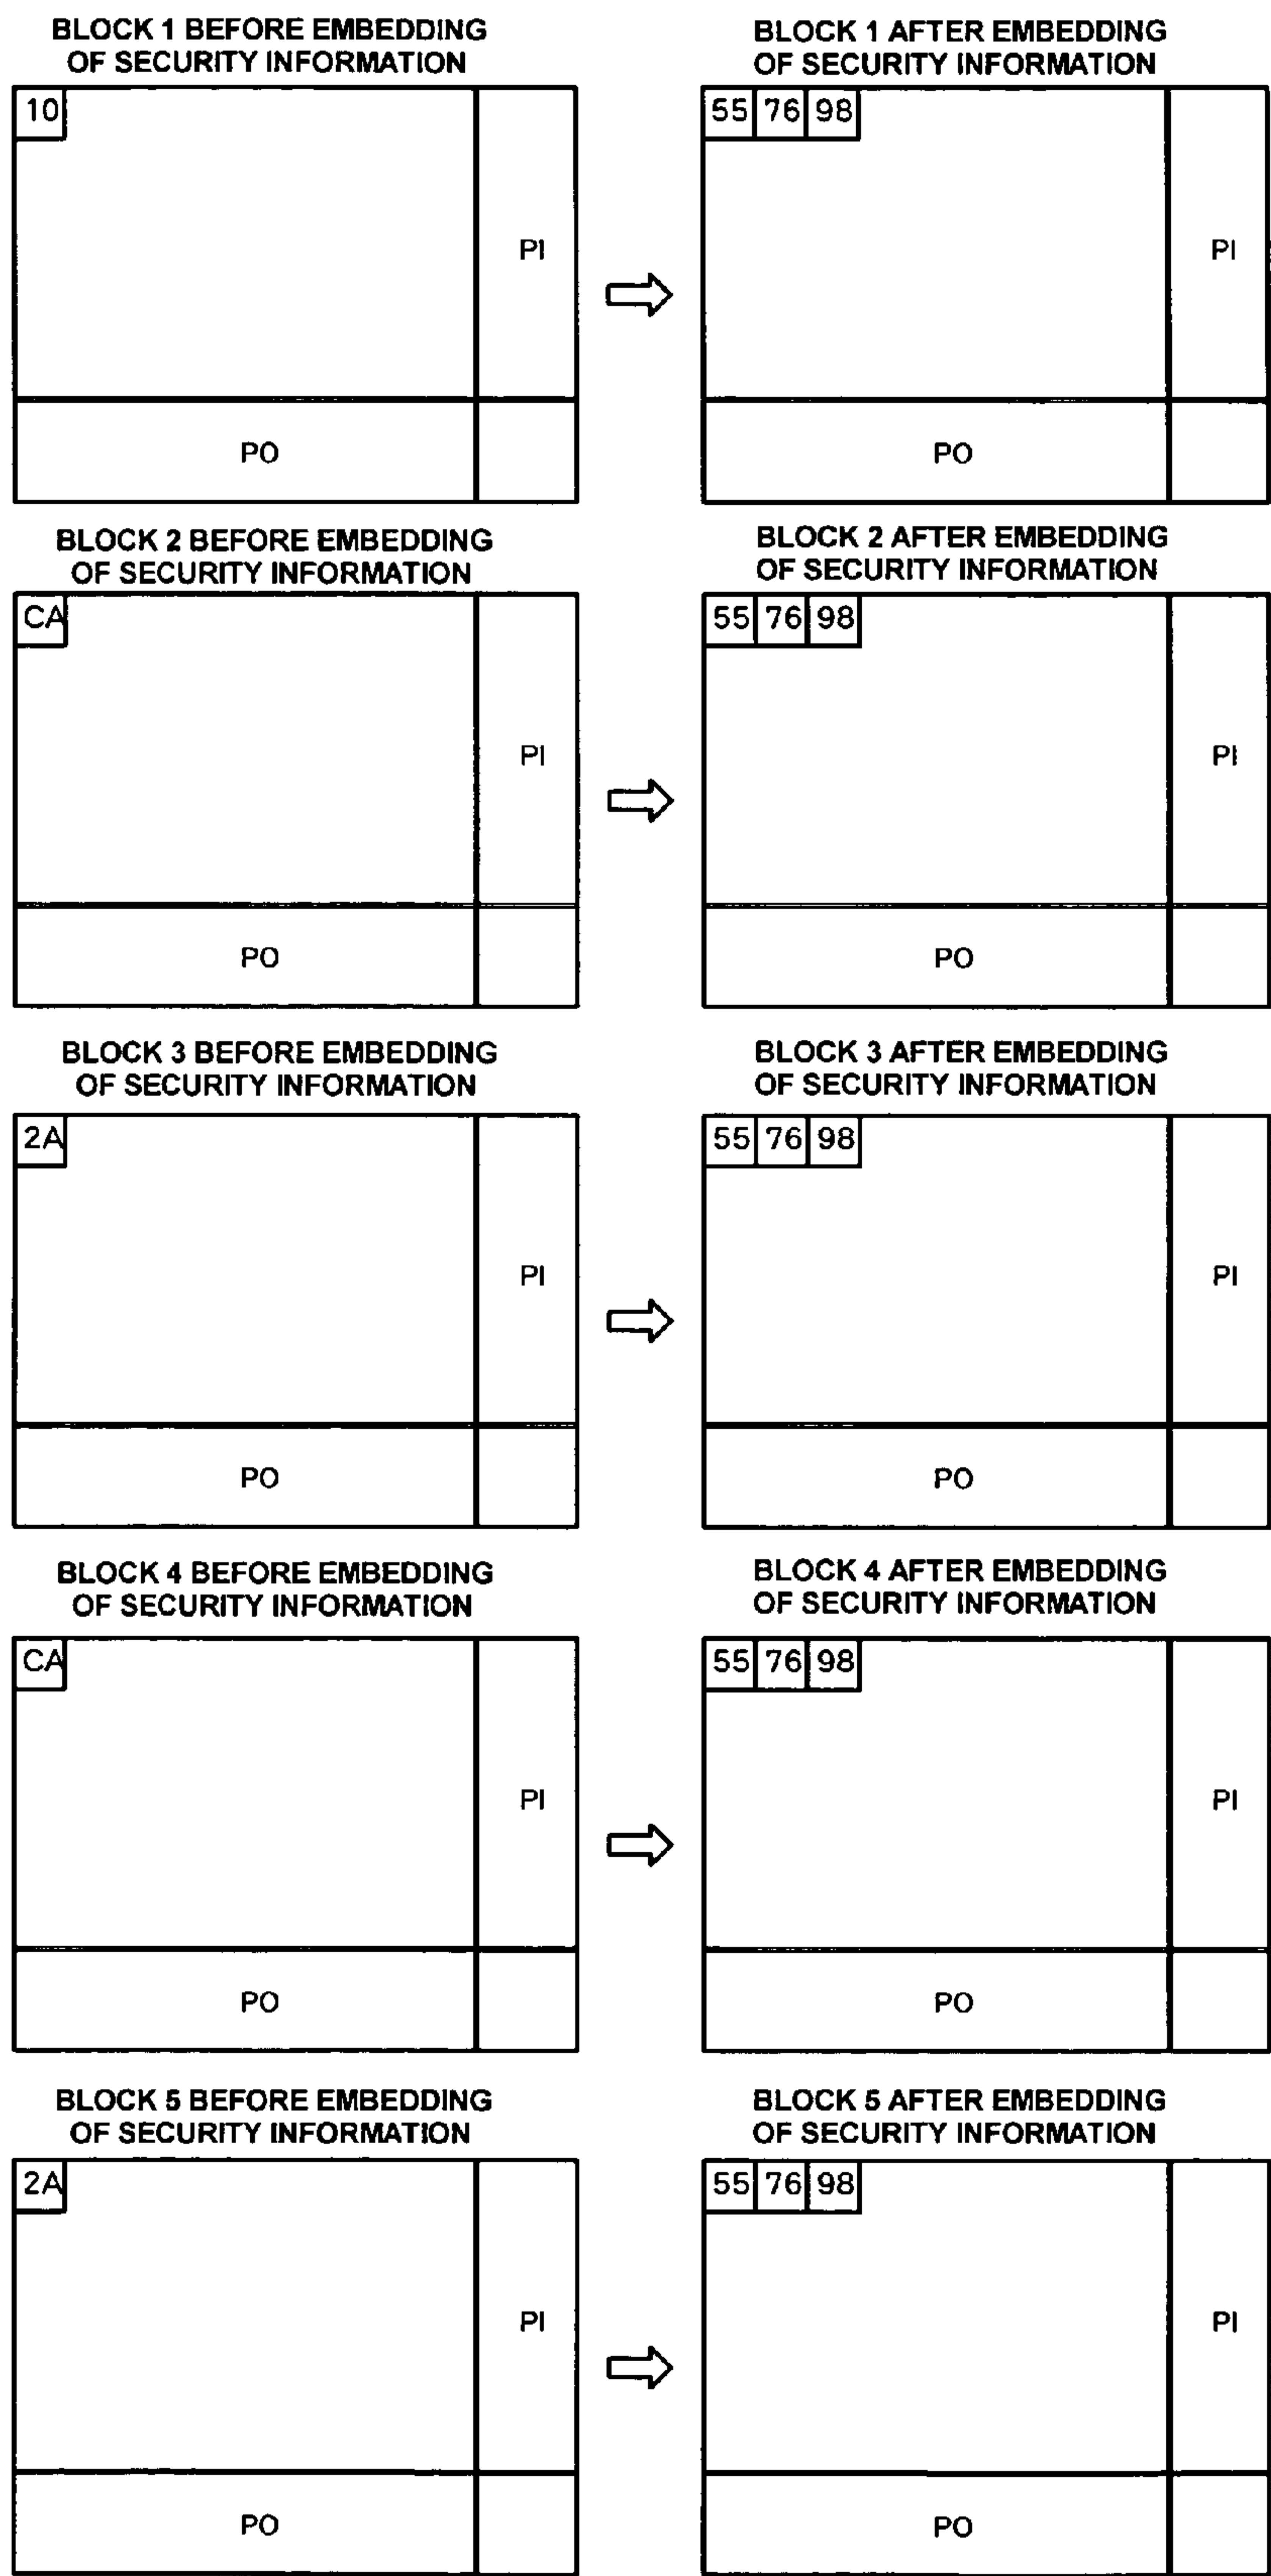 BLOCK 1 BEFORE EMBEDDING
OF SECURITY INFORMATION
10
PI
PO
BLOCK 1 AFTER EMBEDDING
OF SECURITY INFORMATION
55 76 98
PI
PO
BLOCK 2 BEFORE EMBEDDING
OF SECURITY INFORMATION
CA
PI
PO
BLOCK 2 AFTER EMBEDDING
OF SECURITY INFORMATION
55 76 98
PI
PO
BLOCK 3 BEFORE EMBEDDING
OF SECURITY INFORMATION
2A
PI
PO
BLOCK 3 AFTER EMBEDDING
OF SECURITY INFORMATION
55 76 98
PI
PO
BLOCK 4 BEFORE EMBEDDING
OF SECURITY INFORMATION
CA
PI
PO
BLOCK 4 AFTER EMBEDDING
OF SECURITY INFORMATION
55 76 98
PI
PO
BLOCK 5 BEFORE EMBEDDING
OF SECURITY INFORMATION
2A
PI
PO
BLOCK 5 AFTER EMBEDDING
OF SECURITY INFORMATION
55 76 98
PI
PO